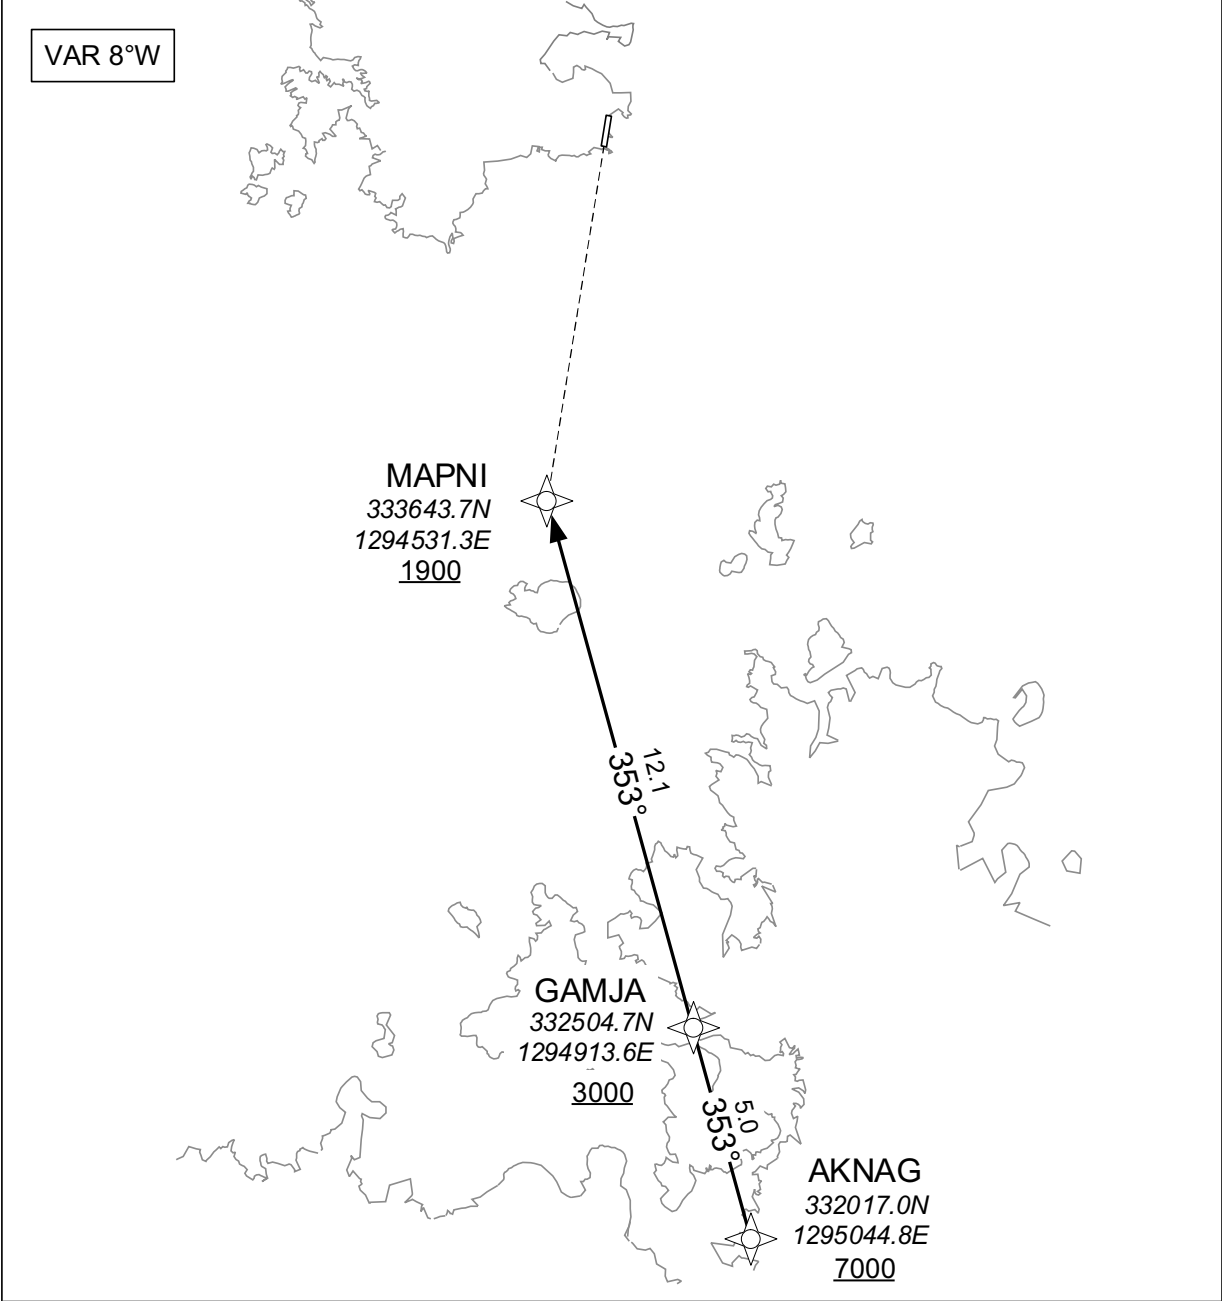 VAR 8°W
MAPNI
333643.7N
1294531.3E
1900
12.1
353°
GAMJA
332504.7N
1294913.6E
3000
5.0
353°
AKNAG
332017.0N
1295044.8E
7000